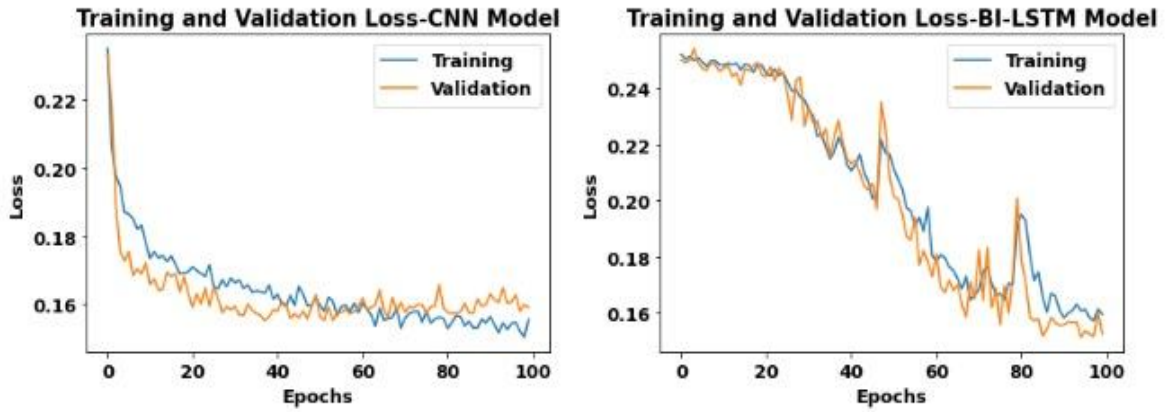 Training and Validation Loss-CNN Model
Training
Validation
0.22
0.20
0.18
0.16
Loss
0 20 40 60 80 100
Epochs
Training and Validation Loss-BI-LSTM Model
Training
Validation
0.24
0.22
0.20
0.18
0.16
Loss
0 20 40 60 80 100
Epochs